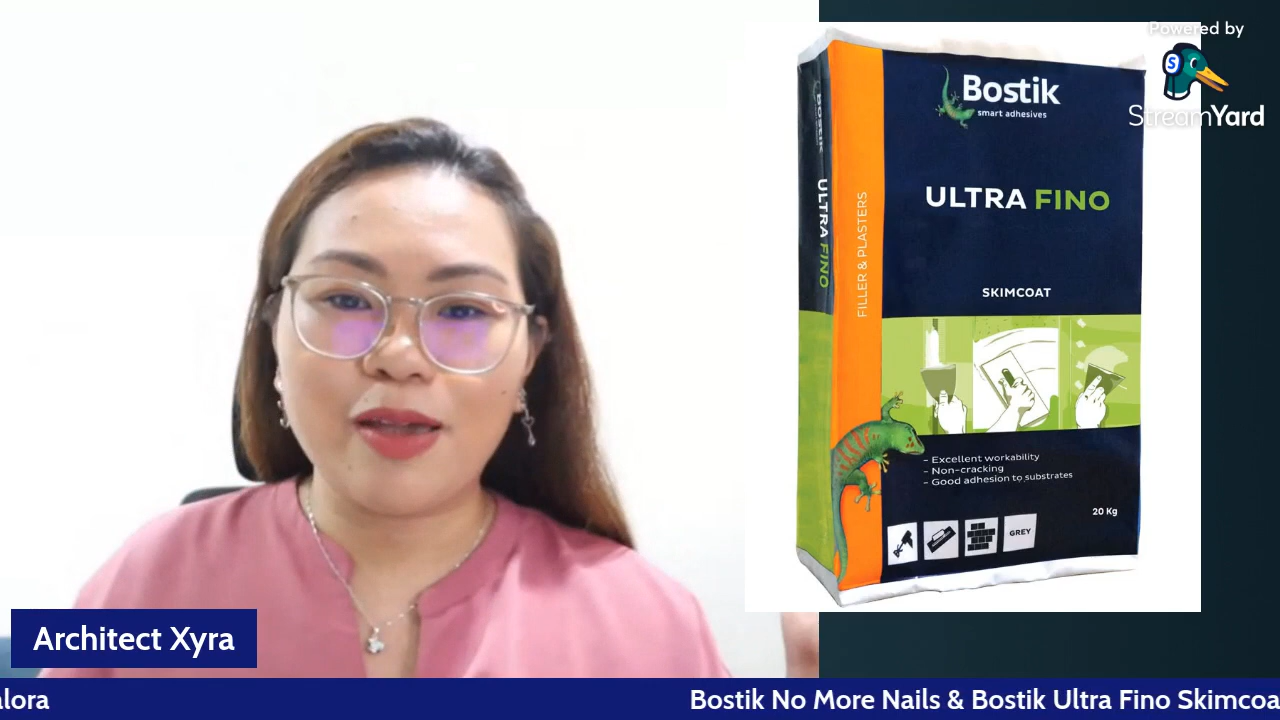 Powered by
StreamYard
Bostik
smart adhesives
ULTRA FINO
FILLER & PLASTERS
ULTRA FINO
SKIMCOAT
- Excellent workability
- Non-cracking
- Good adhesion to substrates
20 Kg
GREY
Architect Xyra
alora
Bostik No More Nails & Bostik Ultra Fino Skimcoa